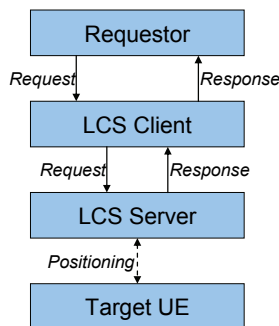 Requestor
Request Response
LCS Client
Request Response
LCS Server
Positioning
Target UE